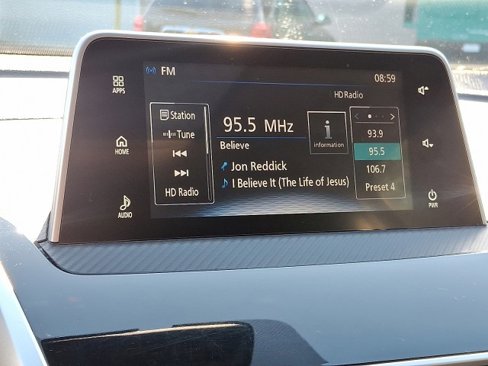 FM
08:59
APPS
HD Radio
Station
Tune
95.5 MHz
93.9
HOME
Believe
information
95.5
Jon Reddick
106.7
HD Radio
I Believe It (The Life of Jesus)
Preset 4
AUDIO
PWR